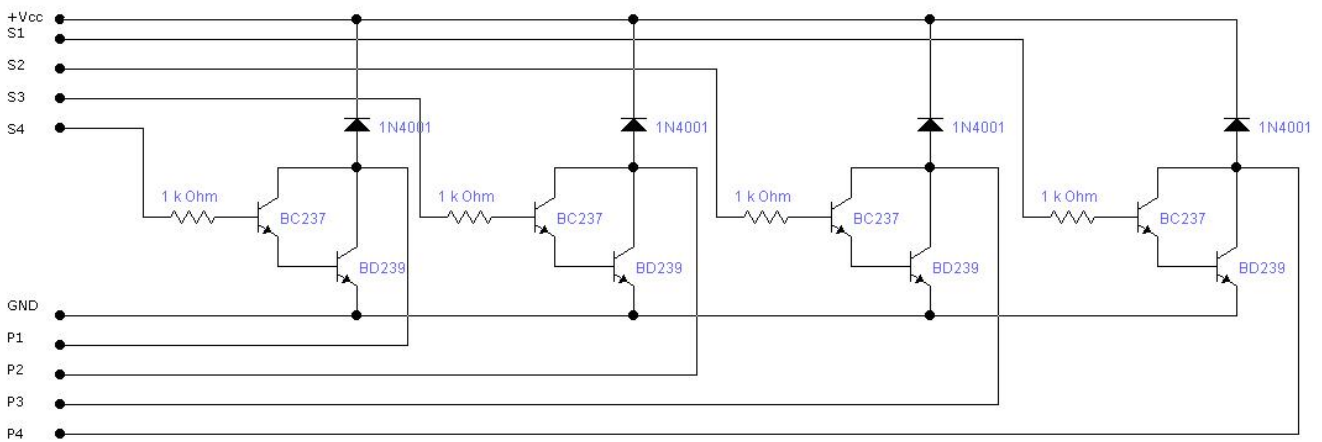 +Vcc
S1
S2
S3
S4
1N4001 1N4001 1N4001 1N4001
1 k Ohm 1 k Ohm 1 k Ohm 1 k Ohm
BC237 BC237 BC237 BC237
BD239 BD239 BD239 BD239
GND
P1
P2
P3
P4